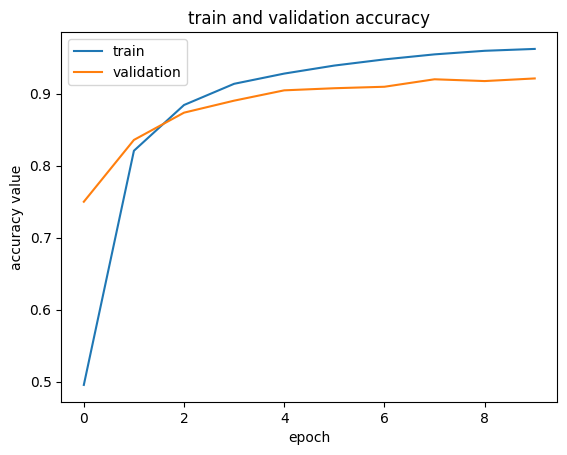 train and validation accuracy
train
validation
accuracy value
0.9
0.8
0.7
0.6
0.5
0 2 4 6 8
epoch